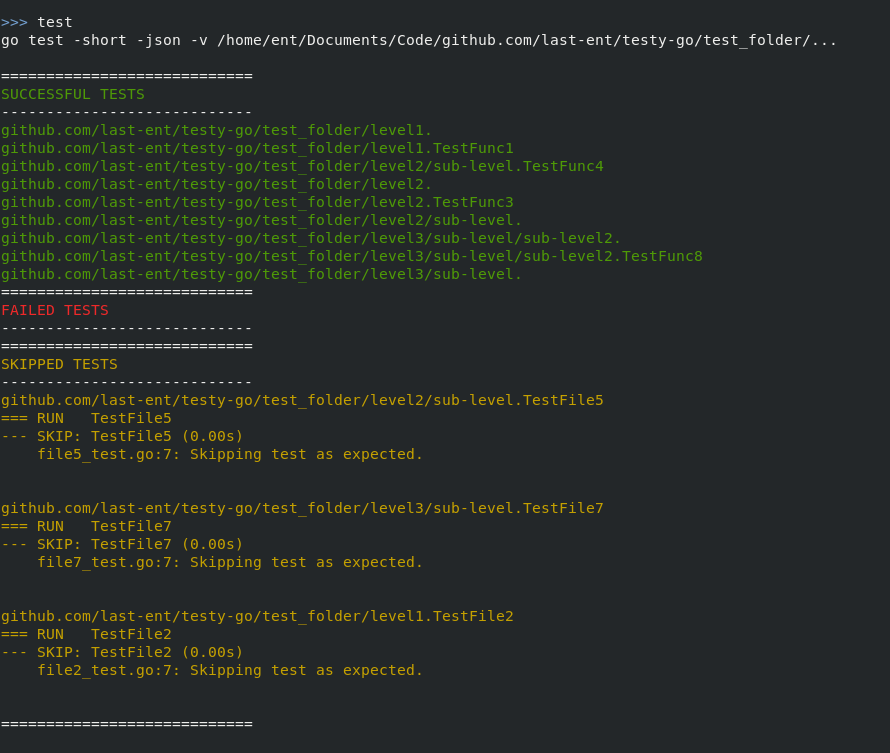 >>> test
go test -short -json -v /home/ent/Documents/Code/github.com/last-ent/testy-go/test_folder/...
============================
SUCCESSFUL TESTS
----------------------------
github.com/last-ent/testy-go/test_folder/level1.
github.com/last-ent/testy-go/test_folder/level1.TestFunc1
github.com/last-ent/testy-go/test_folder/level2/sub-level.TestFunc4
github.com/last-ent/testy-go/test_folder/level2.
github.com/last-ent/testy-go/test_folder/level2.TestFunc3
github.com/last-ent/testy-go/test_folder/level2/sub-level.
github.com/last-ent/testy-go/test_folder/level3/sub-level/sub-level2.
github.com/last-ent/testy-go/test_folder/level3/sub-level/sub-level2.TestFunc8
github.com/last-ent/testy-go/test_folder/level3/sub-level.
============================
FAILED TESTS
----------------------------
============================
SKIPPED TESTS
----------------------------
github.com/last-ent/testy-go/test_folder/level2/sub-level.TestFile5
=== RUN   TestFile5
--- SKIP: TestFile5 (0.00s)
    file5_test.go:7: Skipping test as expected.
github.com/last-ent/testy-go/test_folder/level3/sub-level.TestFile7
=== RUN   TestFile7
--- SKIP: TestFile7 (0.00s)
    file7_test.go:7: Skipping test as expected.
github.com/last-ent/testy-go/test_folder/level1.TestFile2
=== RUN   TestFile2
--- SKIP: TestFile2 (0.00s)
    file2_test.go:7: Skipping test as expected.
============================